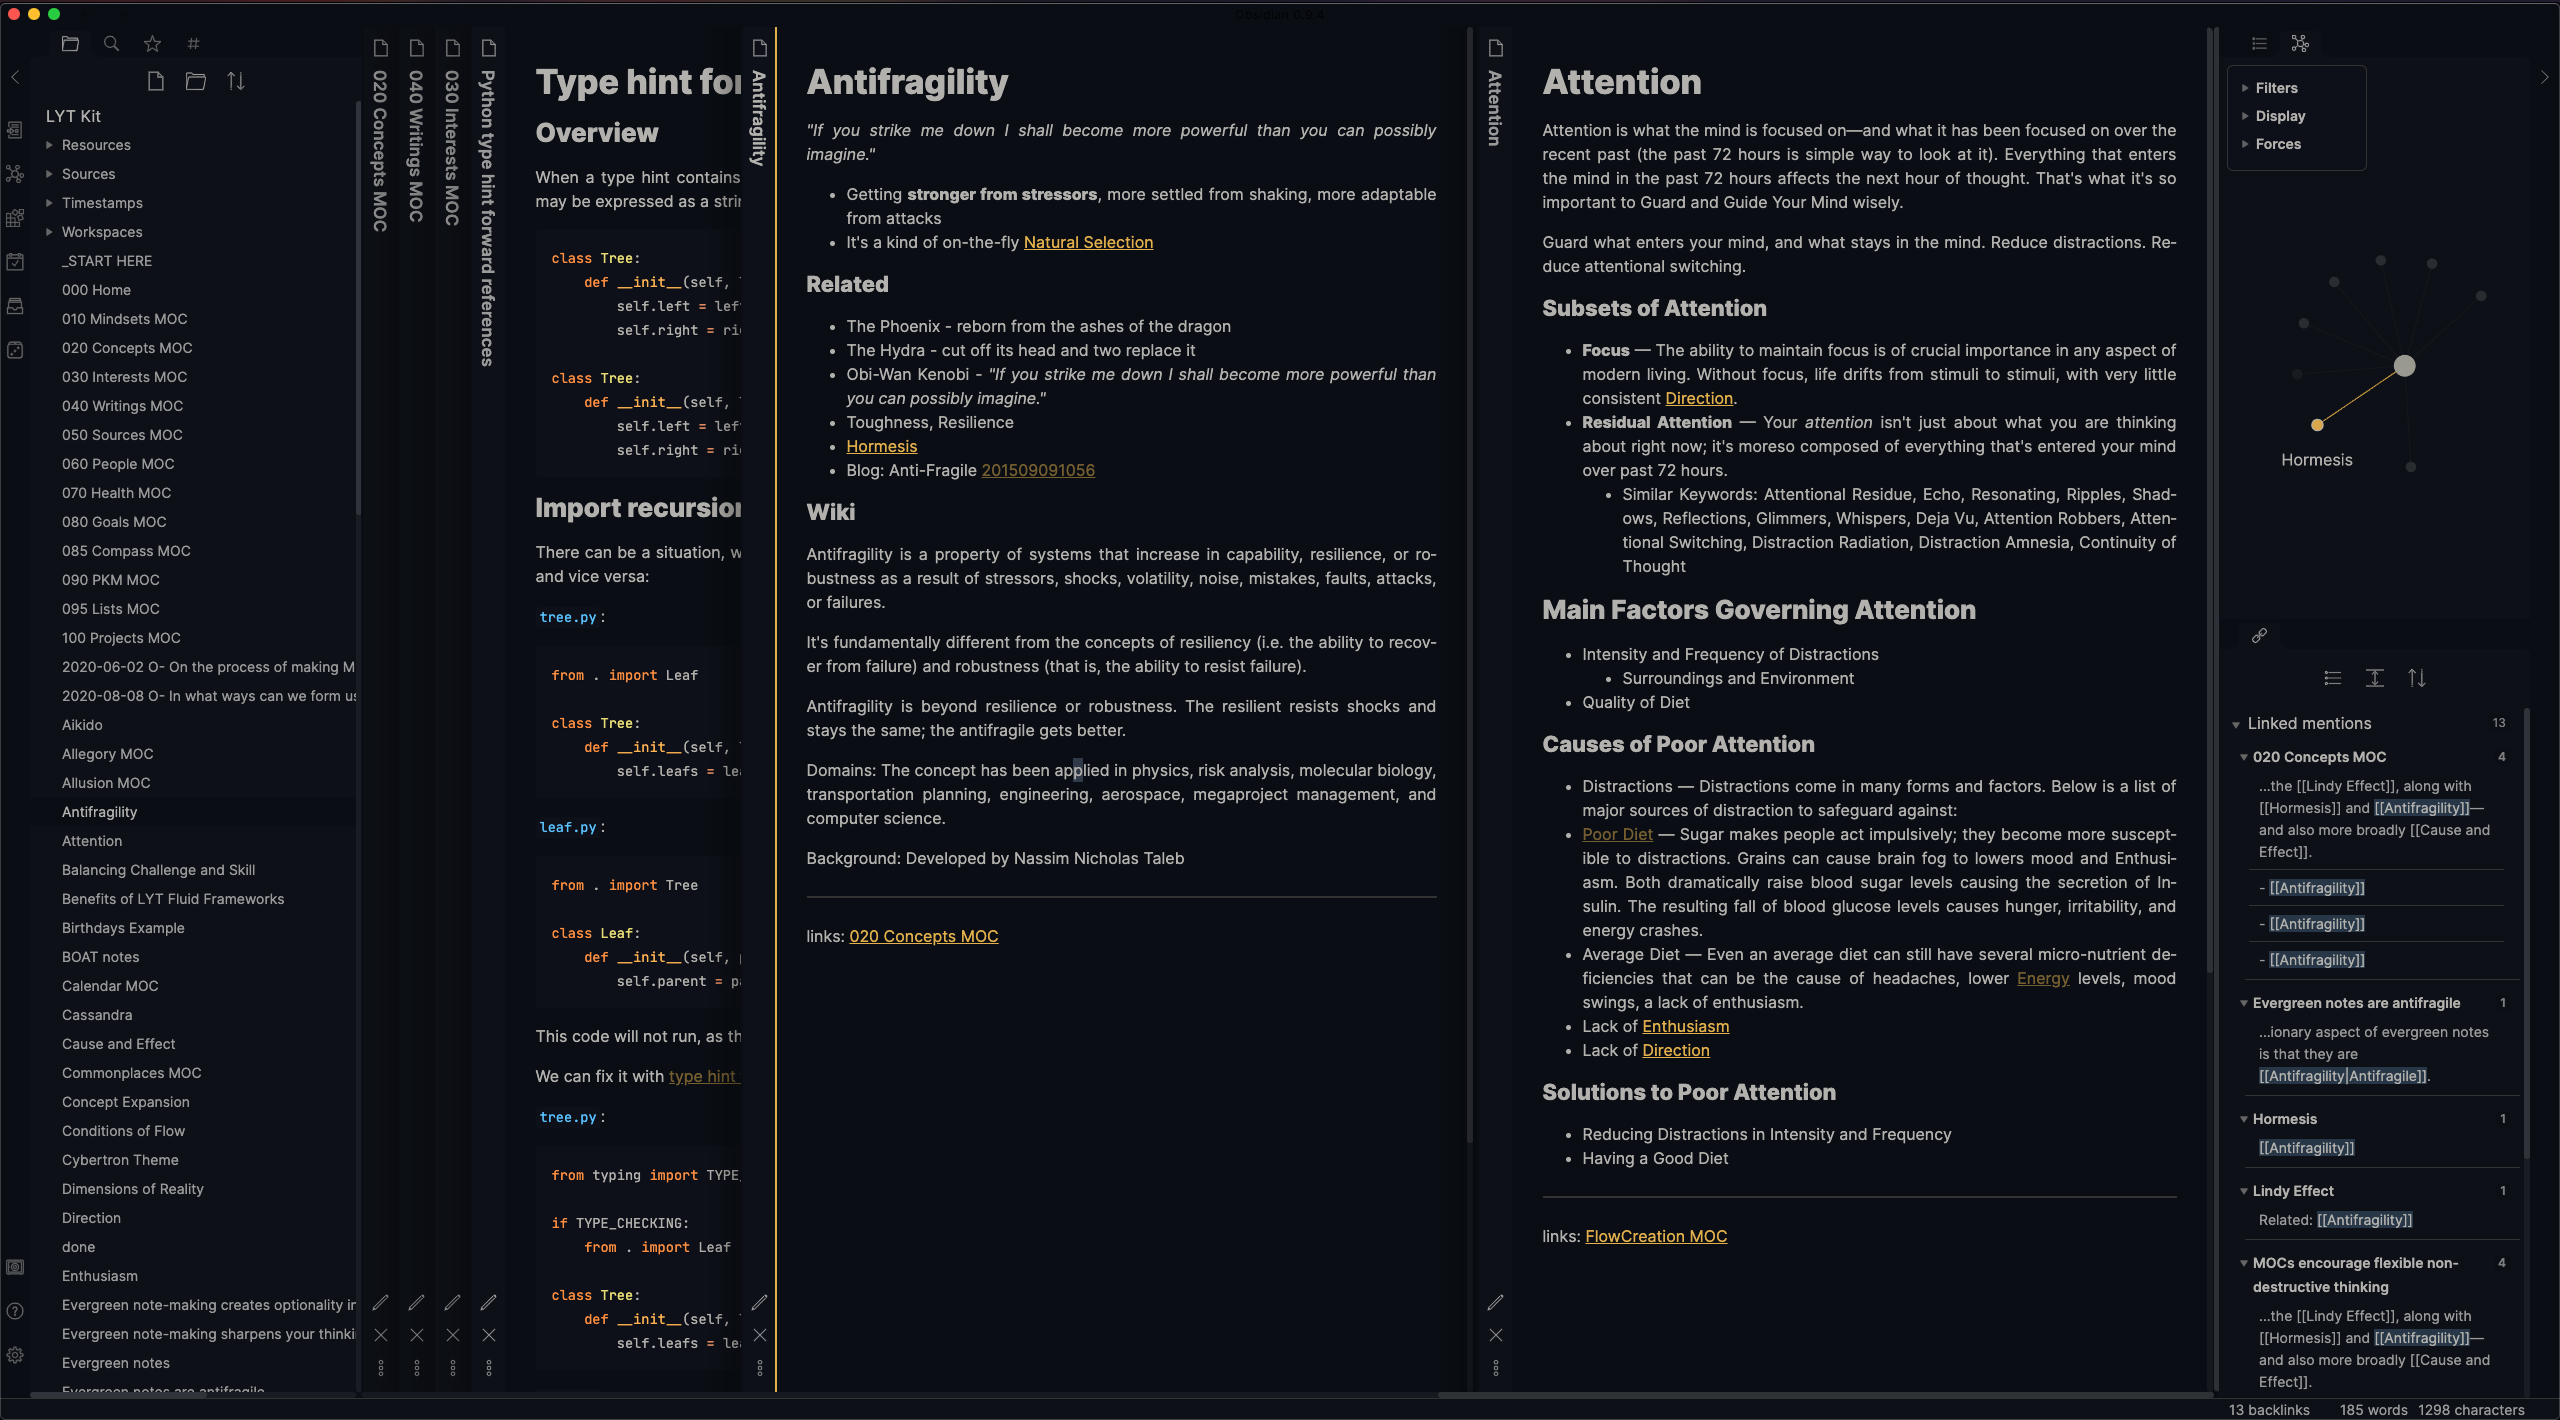 Obsidian 0.9.4
LYT Kit
Resources
Sources
Timestamps
Workspaces
_START HERE
000 Home
010 Mindsets MOC
020 Concepts MOC
030 Interests MOC
040 Writings MOC
050 Sources MOC
060 People MOC
070 Health MOC
080 Goals MOC
085 Compass MOC
090 PKM MOC
095 Lists MOC
100 Projects MOC
2020-06-02 O- On the process of making M
2020-08-08 O- In what ways can we form us
Aikido
Allegory MOC
Allusion MOC
Antifragility
Attention
Balancing Challenge and Skill
Benefits of LYT Fluid Frameworks
Birthdays Example
BOAT notes
Calendar MOC
Cassandra
Cause and Effect
Commonplaces MOC
Concept Expansion
Conditions of Flow
Cybertron Theme
Dimensions of Reality
Direction
done
Enthusiasm
Evergreen note-making creates optionality in
Evergreen note-making sharpens your thinki
Evergreen notes
Evergreen notes are antifragile
020 Concepts MOC
040 Writings MOC
030 Interests MOC
Python type hint forward references
Type hint for
Overview
When a type hint contains
may be expressed as a strin
class Tree:
def __init__(self,
self.left = left
self.right = ri
class Tree:
def __init__(self,
self.left = left
self.right = ri
Import recursion
There can be a situation, w
and vice versa:
tree.py:
from . import Leaf
class Tree:
def __init__(self,
self.leafs = lea
leaf.py:
from . import Tree
class Leaf:
def __init__(self, p
self.parent = pa
This code will not run, as th
We can fix it with type hint
tree.py:
from typing import TYPE_
if TYPE_CHECKING:
from . import Leaf
class Tree:
def __init__(self,
self.leafs = lea
Antifragility
Antifragility
"If you strike me down I shall become more powerful than you can possibly
imagine."
• Getting stronger from stressors, more settled from shaking, more adaptable
from attacks
• It's a kind of on-the-fly Natural Selection
Related
• The Phoenix - reborn from the ashes of the dragon
• The Hydra - cut off its head and two replace it
• Obi-Wan Kenobi - "If you strike me down I shall become more powerful than
you can possibly imagine."
• Toughness, Resilience
• Hormesis
• Blog: Anti-Fragile 201509091056
Wiki
Antifragility is a property of systems that increase in capability, resilience, or ro-
bustness as a result of stressors, shocks, volatility, noise, mistakes, faults, attacks,
or failures.
It's fundamentally different from the concepts of resiliency (i.e. the ability to recov-
er from failure) and robustness (that is, the ability to resist failure).
Antifragility is beyond resilience or robustness. The resilient resists shocks and
stays the same; the antifragile gets better.
Domains: The concept has been applied in physics, risk analysis, molecular biology,
transportation planning, engineering, aerospace, megaproject management, and
computer science.
Background: Developed by Nassim Nicholas Taleb
links: 020 Concepts MOC
Attention
Attention
Attention is what the mind is focused on—and what it has been focused on over the
recent past (the past 72 hours is simple way to look at it). Everything that enters
the mind in the past 72 hours affects the next hour of thought. That's what it's so
important to Guard and Guide Your Mind wisely.
Guard what enters your mind, and what stays in the mind. Reduce distractions. Re-
duce attentional switching.
Subsets of Attention
• Focus — The ability to maintain focus is of crucial importance in any aspect of
modern living. Without focus, life drifts from stimuli to stimuli, with very little
consistent Direction.
• Residual Attention — Your attention isn't just about what you are thinking
about right now; it's moreso composed of everything that's entered your mind
over past 72 hours.
• Similar Keywords: Attentional Residue, Echo, Resonating, Ripples, Shad-
ows, Reflections, Glimmers, Whispers, Deja Vu, Attention Robbers, Atten-
tional Switching, Distraction Radiation, Distraction Amnesia, Continuity of
Thought
Main Factors Governing Attention
• Intensity and Frequency of Distractions
• Surroundings and Environment
• Quality of Diet
Causes of Poor Attention
• Distractions — Distractions come in many forms and factors. Below is a list of
major sources of distraction to safeguard against:
• Poor Diet — Sugar makes people act impulsively; they become more suscept-
ible to distractions. Grains can cause brain fog to lowers mood and Enthusi-
asm. Both dramatically raise blood sugar levels causing the secretion of In-
sulin. The resulting fall of blood glucose levels causes hunger, irritability, and
energy crashes.
• Average Diet — Even an average diet can still have several micro-nutrient de-
ficiencies that can be the cause of headaches, lower Energy levels, mood
swings, a lack of enthusiasm.
• Lack of Enthusiasm
• Lack of Direction
Solutions to Poor Attention
• Reducing Distractions in Intensity and Frequency
• Having a Good Diet
links: FlowCreation MOC
Filters
Display
Forces
Hormesis
Linked mentions 13
020 Concepts MOC 4
...the [[Lindy Effect]], along with
[[Hormesis]] and [[Antifragility]]—
and also more broadly [[Cause and
Effect]].
- [[Antifragility]]
- [[Antifragility]]
- [[Antifragility]]
Evergreen notes are antifragile 1
...ionary aspect of evergreen notes
is that they are
[[Antifragility|Antifragile]].
Hormesis 1
[[Antifragility]]
Lindy Effect 1
Related: [[Antifragility]]
MOCs encourage flexible non- 4
destructive thinking
...the [[Lindy Effect]], along with
[[Hormesis]] and [[Antifragility]]—
and also more broadly [[Cause and
Effect]].
13 backlinks 185 words 1298 characters